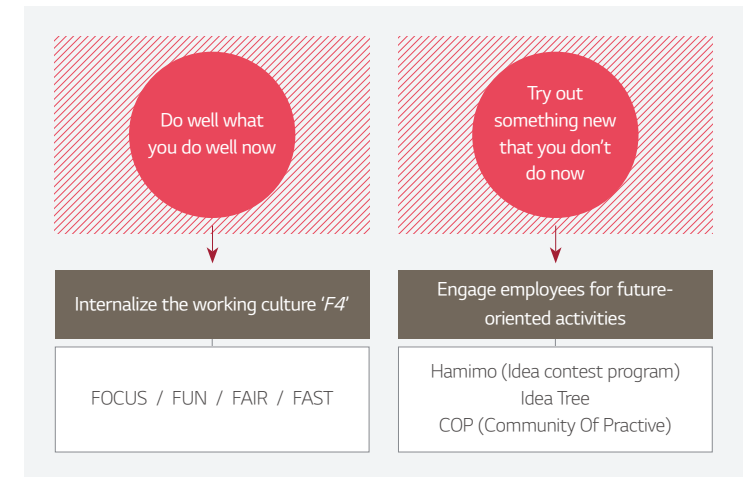 Do well what
you do well now
Try out
something new
that you don't
do now
Internalize the working culture 'F4'
Engage employees for future-
oriented activities
FOCUS / FUN / FAIR / FAST
Hamimo (Idea contest program)
Idea Tree
COP (Community Of Practive)